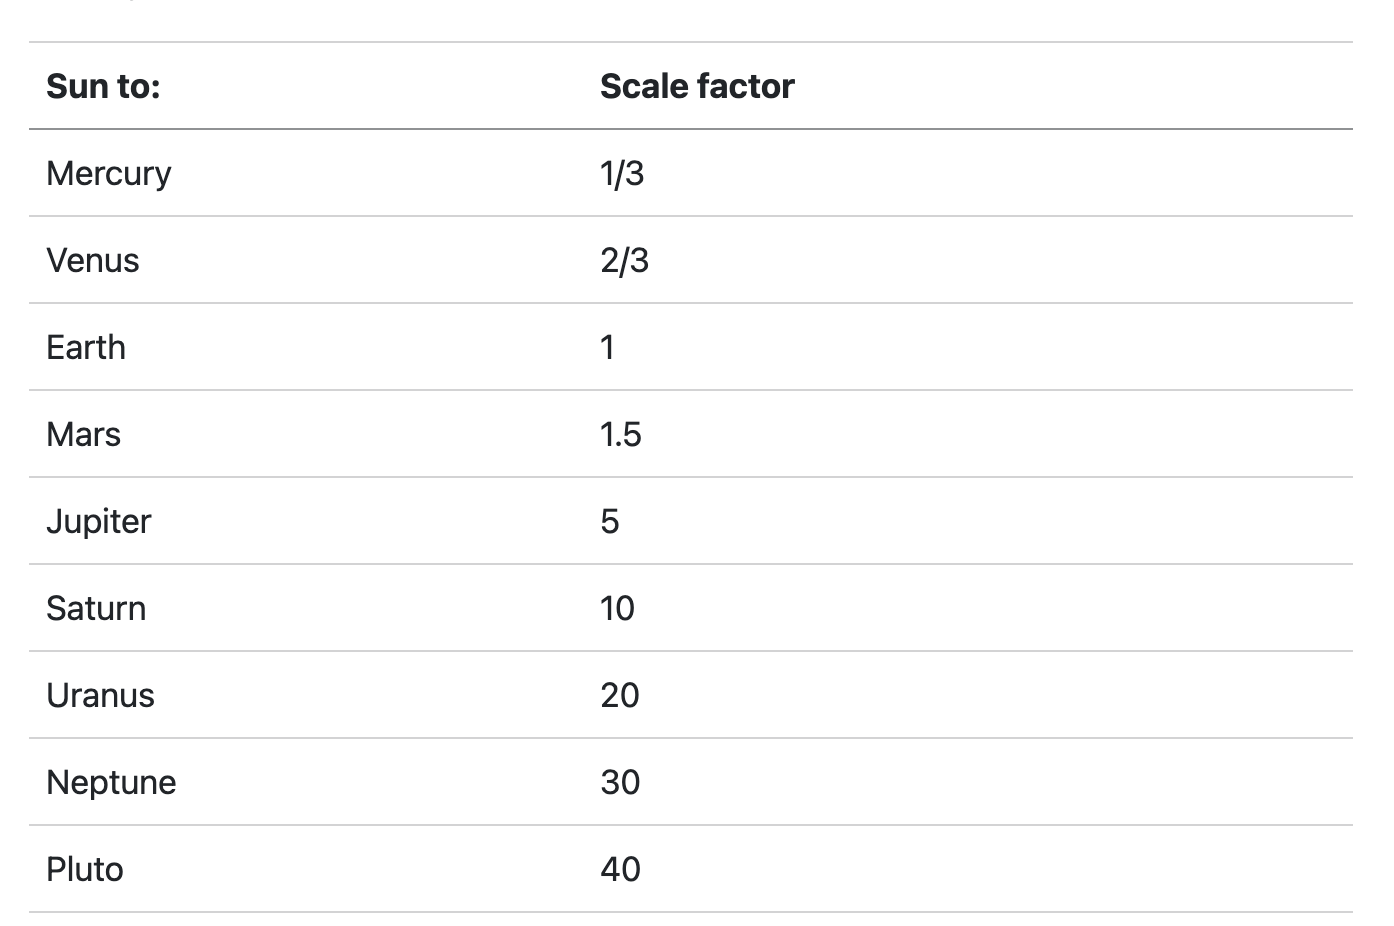 Sun to: Scale factor
Mercury 1/3
Venus 2/3
Earth 1
Mars 1.5
Jupiter 5
Saturn 10
Uranus 20
Neptune 30
Pluto 40